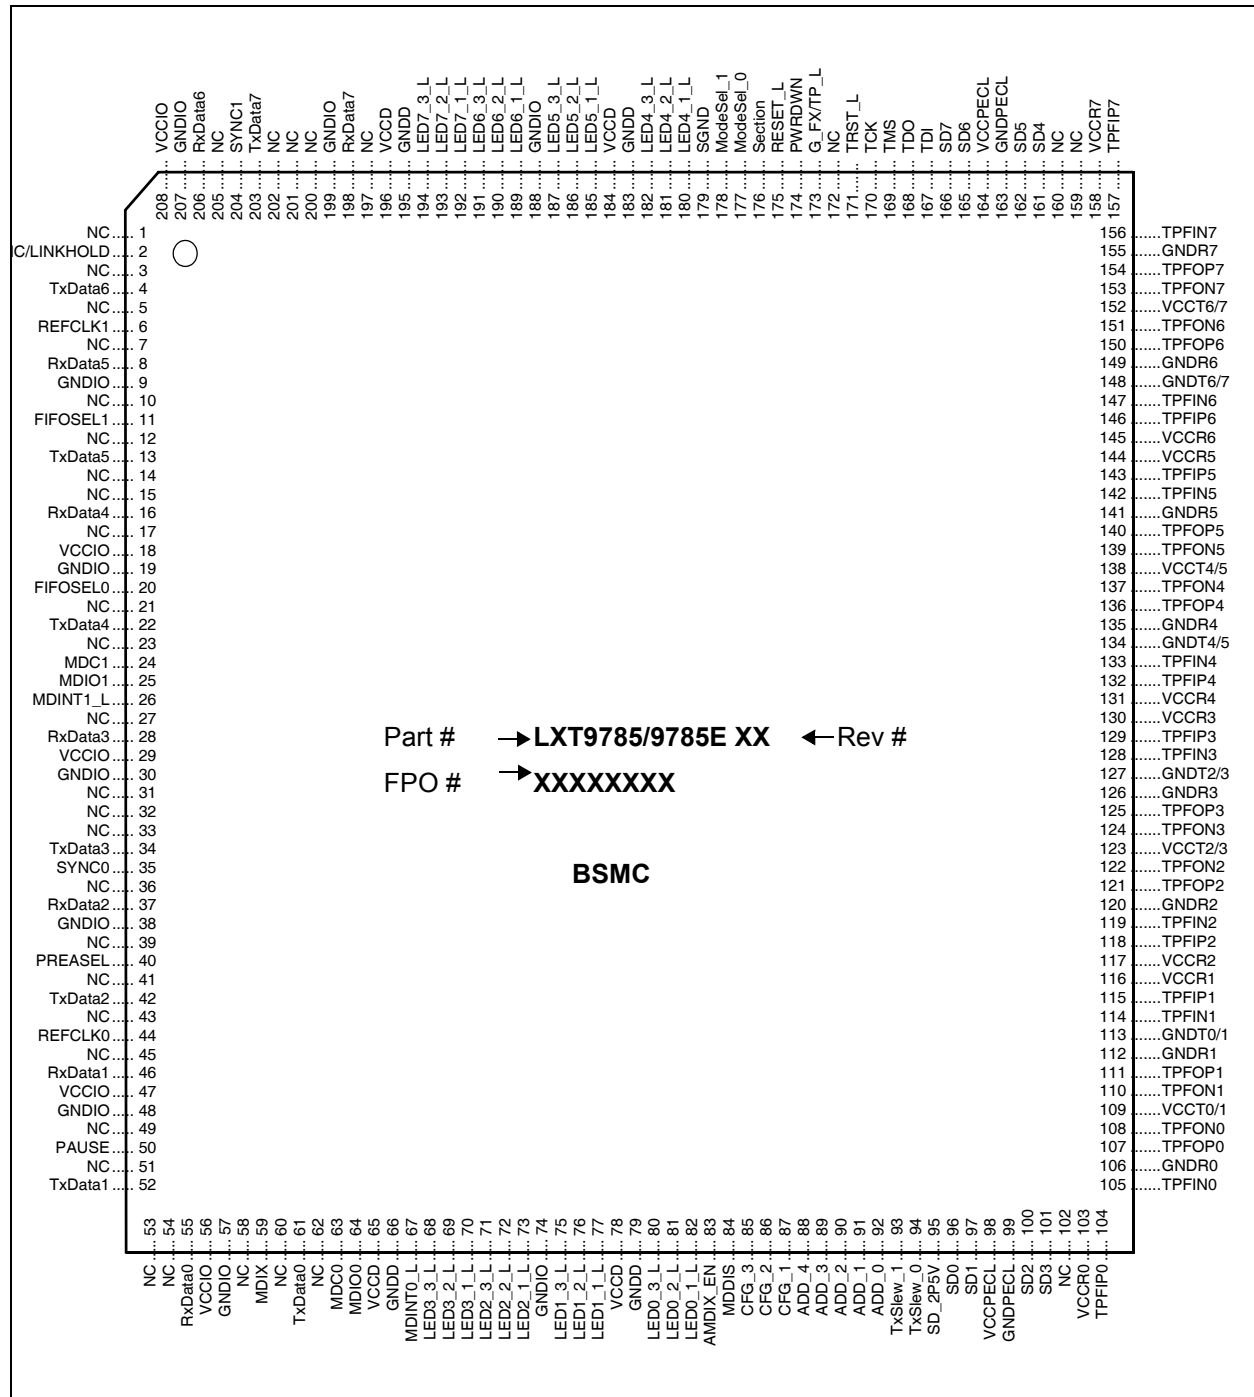 208 ...... VCCIO
207 ...... GNDIO
206 ...... RxData6
205 ...... NC
204 ...... SYNC1
203 ...... TxData7
202 ...... NC
201 ...... NC
200 ...... NC
199 ...... GNDIO
198 ...... RxData7
197 ...... NC
196 ...... VCCD
195 ...... GNDD
194 ...... LED7_3_L
193 ...... LED7_2_L
192 ...... LED7_1_L
191 ...... LED6_3_L
190 ...... LED6_2_L
189 ...... LED6_1_L
188 ...... GNDIO
187 ...... LED5_3_L
186 ...... LED5_2_L
185 ...... LED5_1_L
184 ...... VCCD
183 ...... GNDD
182 ...... LED4_3_L
181 ...... LED4_2_L
180 ...... LED4_1_L
179 ...... SGND
178 ...... ModeSel_1
177 ...... ModeSel_0
176 ...... Section
175 ...... RESET_L
174 ...... PWRDWN
173 ...... G_FX/TP_L
172 ...... NC
171 ...... TRST_L
170 ...... TCK
169 ...... TMS
168 ...... TDO
167 ...... TDI
166 ...... SD7
165 ...... SD6
164 ...... VCCPECL
163 ...... GNDPECL
162 ...... SD5
161 ...... SD4
160 ...... NC
159 ...... NC
158 ...... VCCR7
157 ...... TPFIP7
NC ..... 1
IC/LINKHOLD ..... 2
NC ..... 3
TxData6 ..... 4
NC ..... 5
REFCLK1 ..... 6
NC ..... 7
RxData5 ..... 8
GNDIO ..... 9
NC ..... 10
FIFOSEL1 ..... 11
NC ..... 12
TxData5 ..... 13
NC ..... 14
NC ..... 15
RxData4 ..... 16
NC ..... 17
VCCIO ..... 18
GNDIO ..... 19
FIFOSEL0 ..... 20
NC ..... 21
TxData4 ..... 22
NC ..... 23
MDC1 ..... 24
MDIO1 ..... 25
MDINT1_L ..... 26
NC ..... 27
RxData3 ..... 28
VCCIO ..... 29
GNDIO ..... 30
NC ..... 31
NC ..... 32
NC ..... 33
TxData3 ..... 34
SYNC0 ..... 35
NC ..... 36
RxData2 ..... 37
GNDIO ..... 38
NC ..... 39
PREASEL ..... 40
NC ..... 41
TxData2 ..... 42
NC ..... 43
REFCLK0 ..... 44
NC ..... 45
RxData1 ..... 46
VCCIO ..... 47
GNDIO ..... 48
NC ..... 49
PAUSE ..... 50
NC ..... 51
TxData1 ..... 52
Part # LXT9785/9785E XX Rev #
FPO # XXXXXXXX
BSMC
156 ....... TPFIN7
155 ....... GNDR7
154 ....... TPFOP7
153 ....... TPFON7
152 ....... VCCT6/7
151 ....... TPFON6
150 ....... TPFOP6
149 ....... GNDR6
148 ....... GNDT6/7
147 ....... TPFIN6
146 ....... TPFIP6
145 ....... VCCR6
144 ....... VCCR5
143 ....... TPFIP5
142 ....... TPFIN5
141 ....... GNDR5
140 ....... TPFOP5
139 ....... TPFON5
138 ....... VCCT4/5
137 ....... TPFON4
136 ....... TPFOP4
135 ....... GNDR4
134 ....... GNDT4/5
133 ....... TPFIN4
132 ....... TPFIP4
131 ....... VCCR4
130 ....... VCCR3
129 ....... TPFIP3
128 ....... TPFIN3
127 ....... GNDT2/3
126 ....... GNDR3
125 ....... TPFOP3
124 ....... TPFON3
123 ....... VCCT2/3
122 ....... TPFON2
121 ....... TPFOP2
120 ....... GNDR2
119 ....... TPFIN2
118 ....... TPFIP2
117 ....... VCCR2
116 ....... VCCR1
115 ....... TPFIP1
114 ....... TPFIN1
113 ....... GNDT0/1
112 ....... GNDR1
111 ....... TPFOP1
110 ....... TPFON1
109 ....... VCCT0/1
108 ....... TPFON0
107 ....... TPFOP0
106 ....... GNDR0
105 ....... TPFIN0
NC .... 53
NC .... 54
RxData0 .... 55
VCCIO .... 56
GNDIO .... 57
NC .... 58
MDIX .... 59
NC .... 60
TxData0 .... 61
NC .... 62
MDC0 .... 63
MDIO0 .... 64
VCCD .... 65
GNDD .... 66
MDINT0_L .... 67
LED3_3_L .... 68
LED3_2_L .... 69
LED3_1_L .... 70
LED2_3_L .... 71
LED2_2_L .... 72
LED2_1_L .... 73
GNDIO .... 74
LED1_3_L .... 75
LED1_2_L .... 76
LED1_1_L .... 77
VCCD .... 78
GNDD .... 79
LED0_3_L .... 80
LED0_2_L .... 81
LED0_1_L .... 82
AMDIX_EN .... 83
MDDIS .... 84
CFG_3 .... 85
CFG_2 .... 86
CFG_1 .... 87
ADD_4 .... 88
ADD_3 .... 89
ADD_2 .... 90
ADD_1 .... 91
ADD_0 .... 92
TxSlew_1 .... 93
TxSlew_0 .... 94
SD_2P5V .... 95
SD0 .... 96
SD1 .... 97
VCCPECL .... 98
GNDPECL .... 99
SD2 .... 100
SD3 .... 101
NC .... 102
VCCR0 .... 103
TPFIP0 .... 104